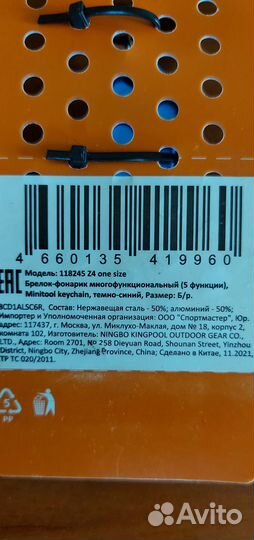 4 660135 419960
EAC
Модель: 118245 Z4 one size
Брелок-фонарик многофункциональный (5 функции),
Minitool keychain, темно-синий, Размер: Б/р.
BCD1ALSC6R, Состав: Нержавеющая сталь - 50%; алюминий - 50%;
Импортер и Уполномоченная организация: ООО "Спортмастер", Юр.
адрес: 117437, г. Москва, ул. Миклухо-Маклая, дом № 18, корпус 2,
комната 102, Изготовитель: NINGBO KINGPOOL OUTDOOR GEAR CO.,
LTD., Адрес: Room 2701, No 258 Dieyuan Road, Shounan Street, Yinzhou
District, Ningbo City, Zhejiang Province, China; Сделано в Китае, 11.2021,
ТР ТС 020/2011.
5
PP
Avito